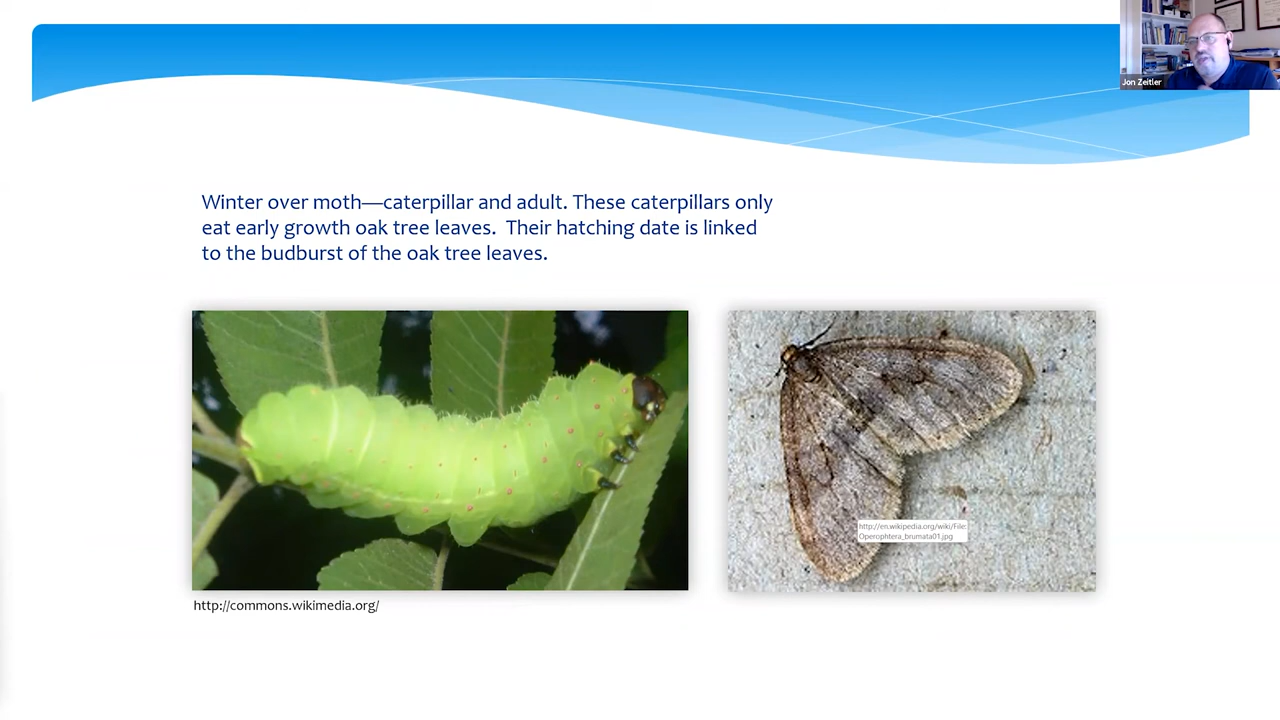 Jon Zeitler
Winter over moth—caterpillar and adult. These caterpillars only
eat early growth oak tree leaves.  Their hatching date is linked
to the budburst of the oak tree leaves.
http://en.wikipedia.org/wiki/File:
Operophtera_brumata01.jpg
http://commons.wikimedia.org/